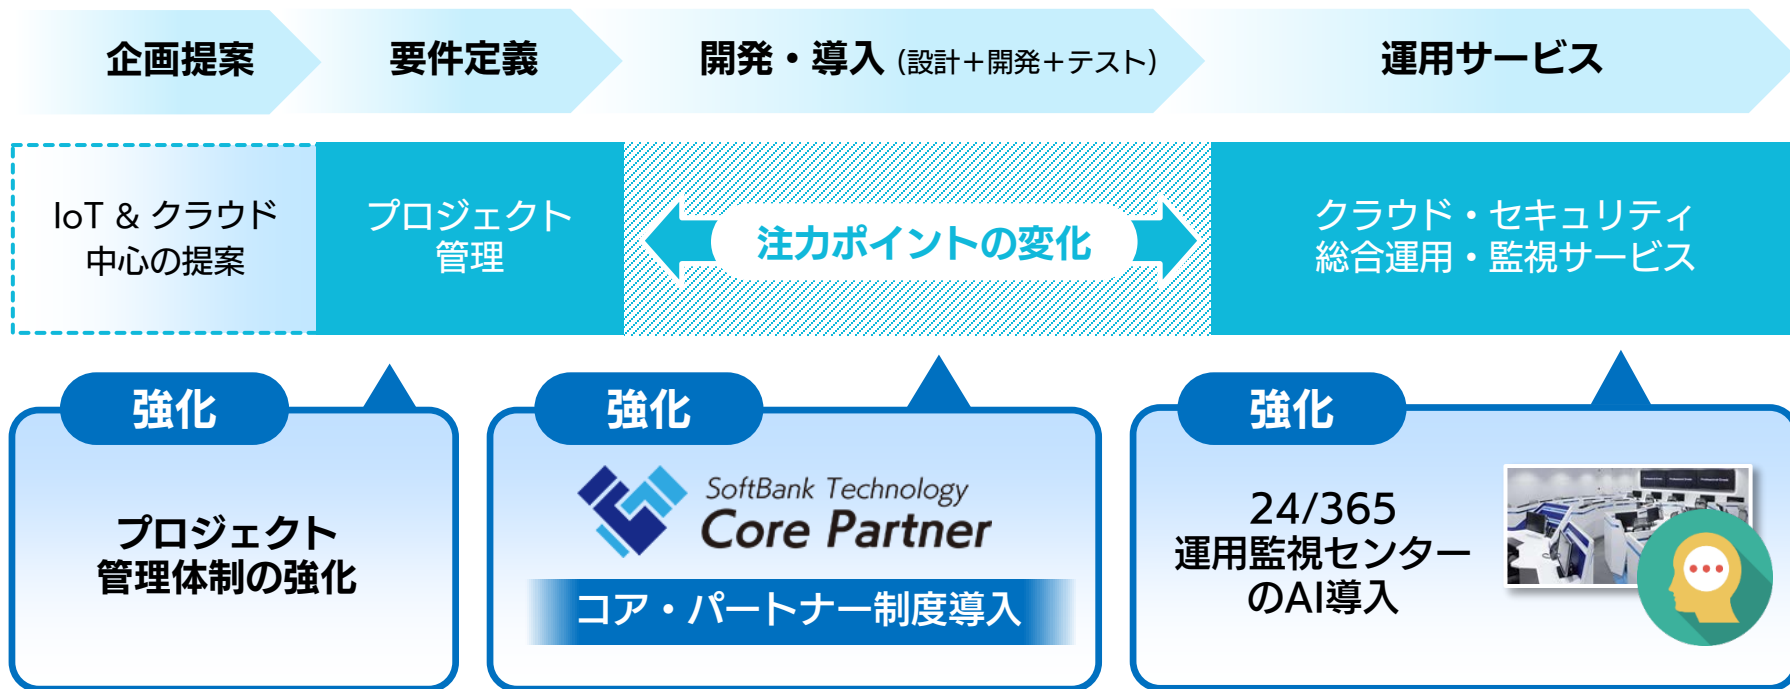 企画提案
要件定義
開発・導入 (設計＋開発＋テスト)
運用サービス
IoT & クラウド
中心の提案
プロジェクト
管理
注力ポイントの変化
クラウド・セキュリティ
総合運用・監視サービス
強化
プロジェクト
管理体制の強化
強化
SoftBank Technology
Core Partner
コア・パートナー制度導入
強化
24/365
運用監視センター
のAI導入